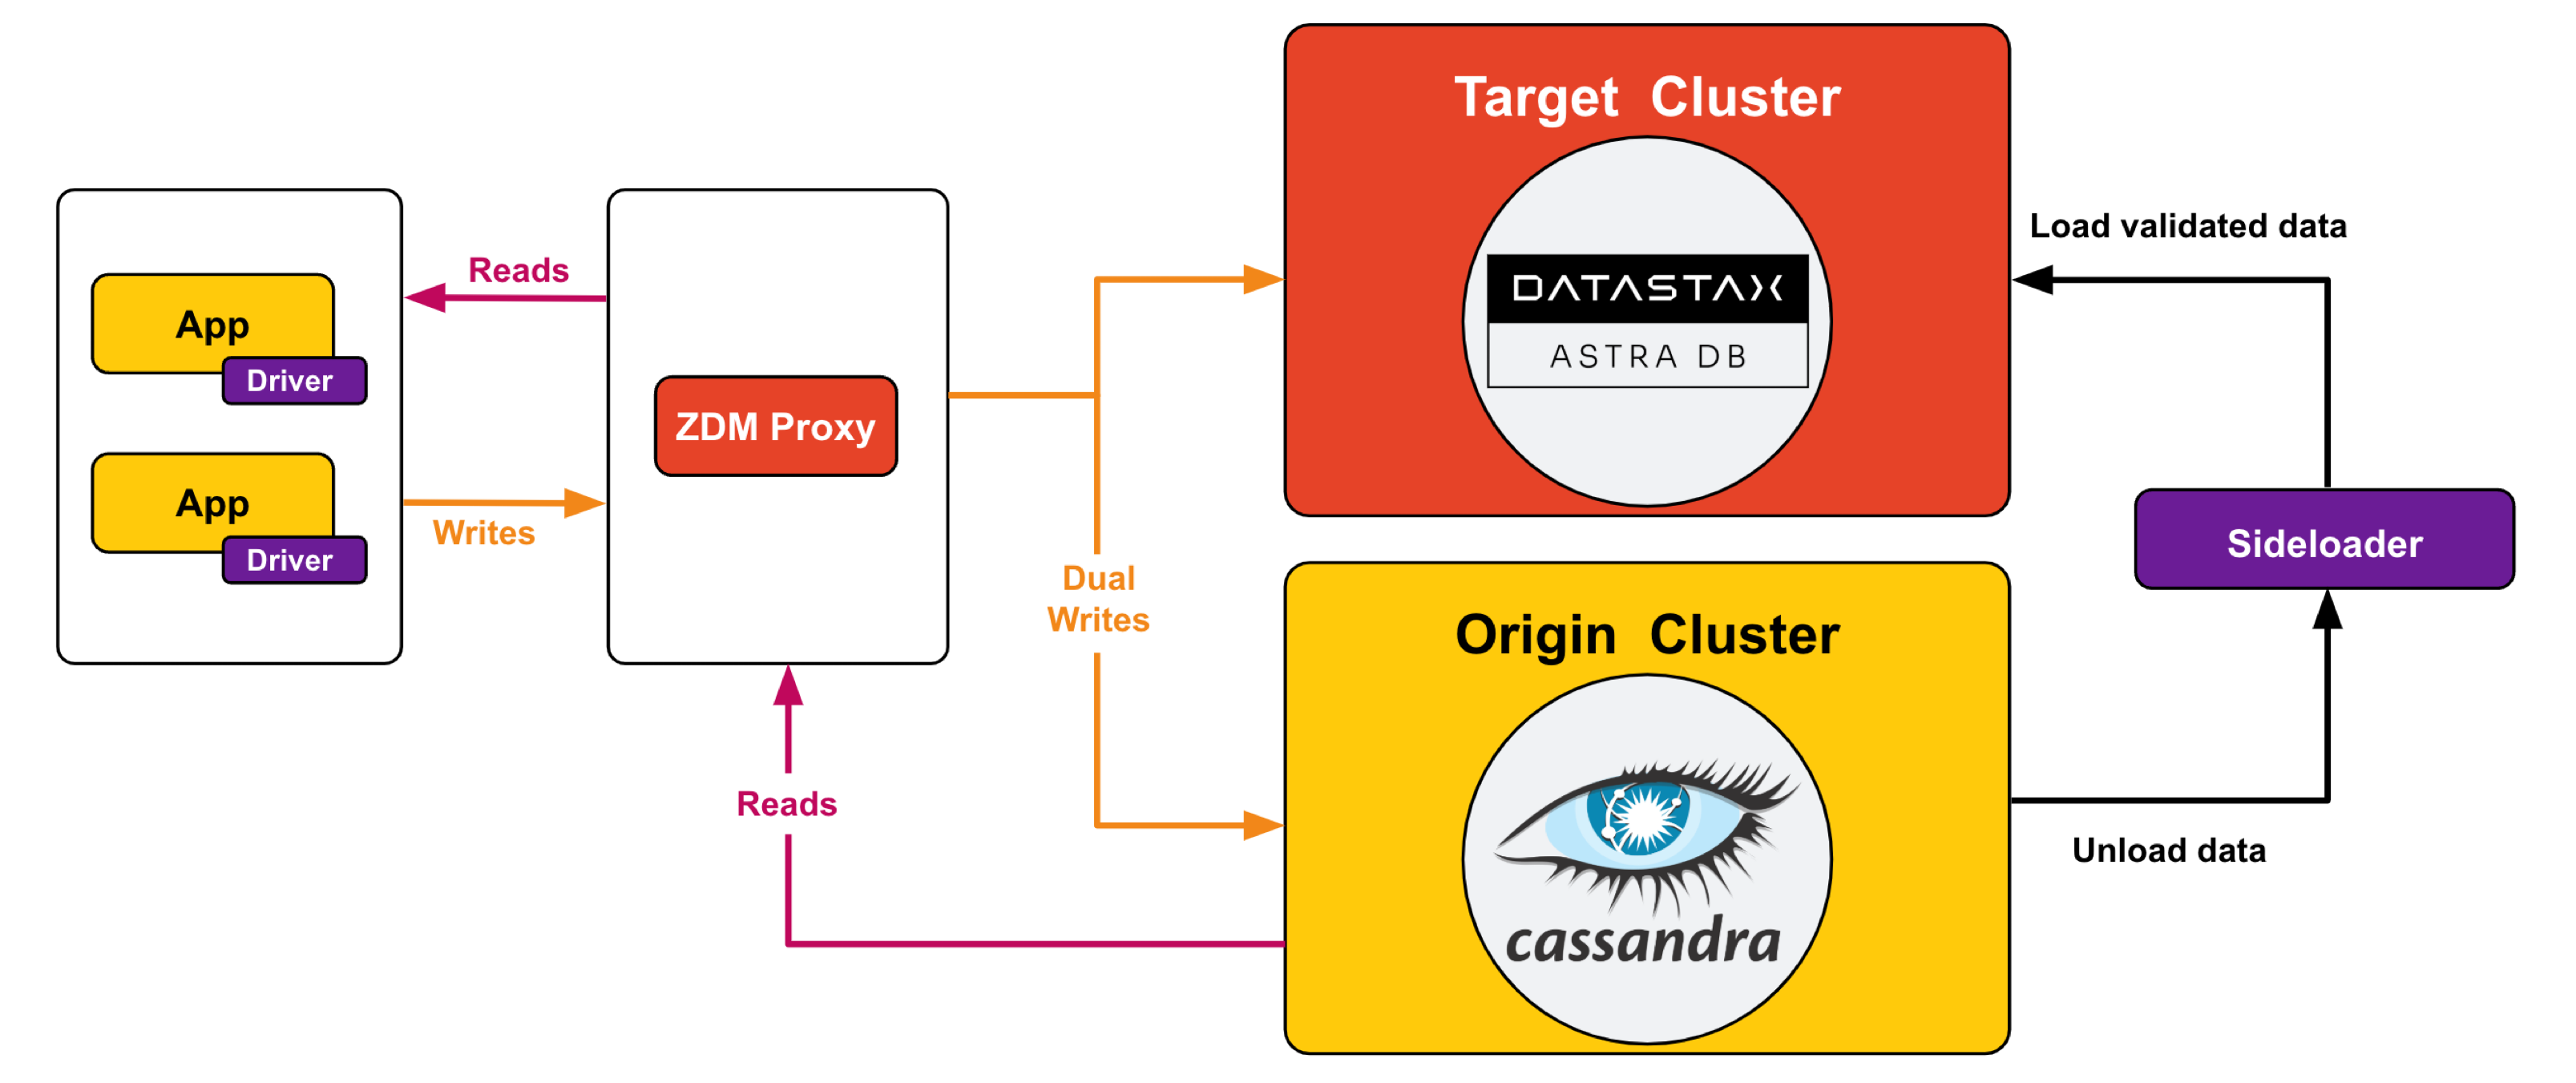 Reads
App
Driver
App
Driver
Writes
ZDM Proxy
Reads
Dual
Writes
Target Cluster
DATASTAX
ASTRA DB
Origin Cluster
cassandra
Load validated data
Sideloader
Unload data